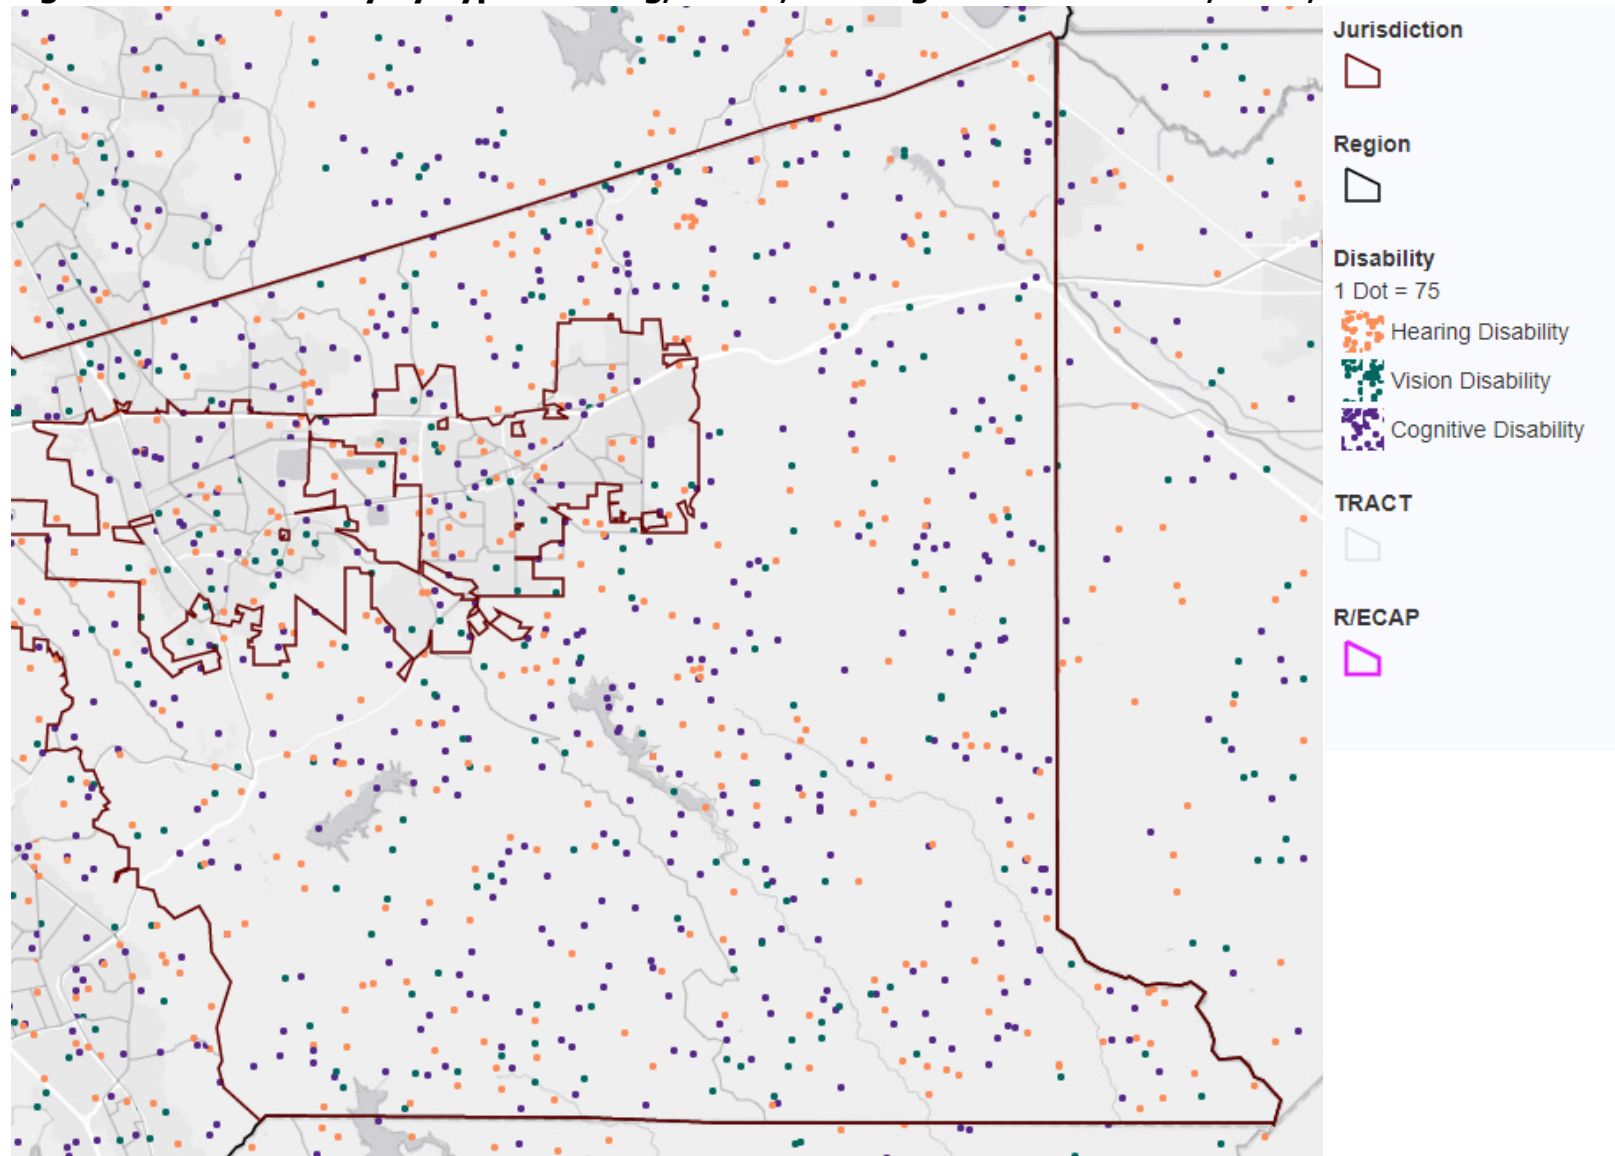 Jurisdiction
Region
Disability
1 Dot = 75
Hearing Disability
Vision Disability
Cognitive Disability
TRACT
R/ECAP